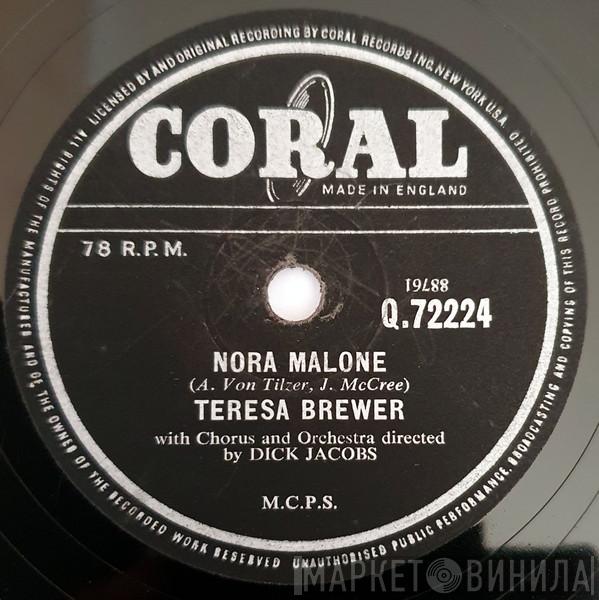 LICENSED BY AND ORIGINAL RECORDING BY CORAL RECORDS INC. NEW YORK U.S.A.
CORAL
MADE IN ENGLAND
78 R.P.M.
88761
Q.72224
NORA MALONE
(A. Von Tilzer, J. McCree)
TERESA BREWER
with Chorus and Orchestra directed
by DICK JACOBS
M.C.P.S.
ALL RIGHTS OF THE MANUFACTURER AND OF THE OWNER OF THE RECORDED WORK RESERVED UNAUTHORISED PUBLIC PERFORMANCE, BROADCASTING AND COPYING OF THIS RECORD PROHIBITED
МАРКЕТ ВИНИЛА